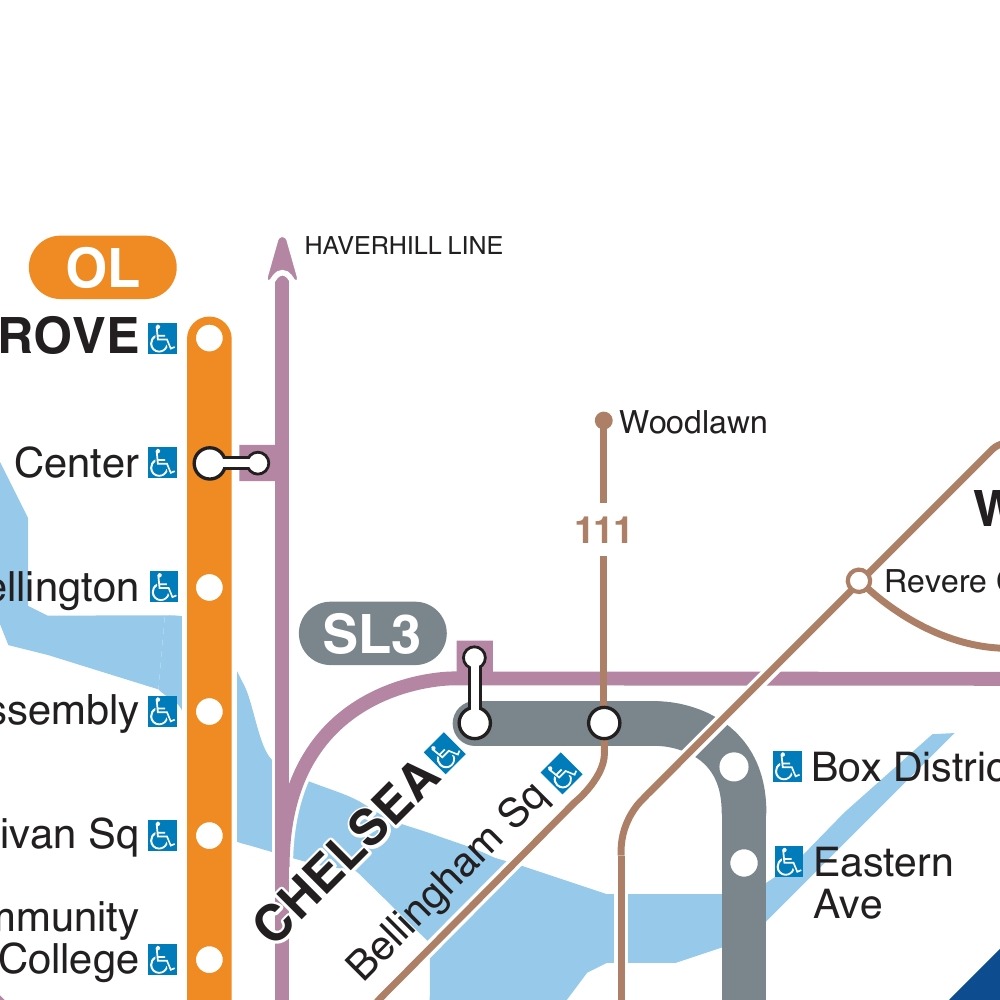 HAVERHILL LINE
OL
ROVE
Woodlawn
Center
W
111
Revere
ellington
SL3
ssembly
Box Distric
CHELSEA
Bellingham Sq
ivan Sq
Eastern
Ave
mmunity
College